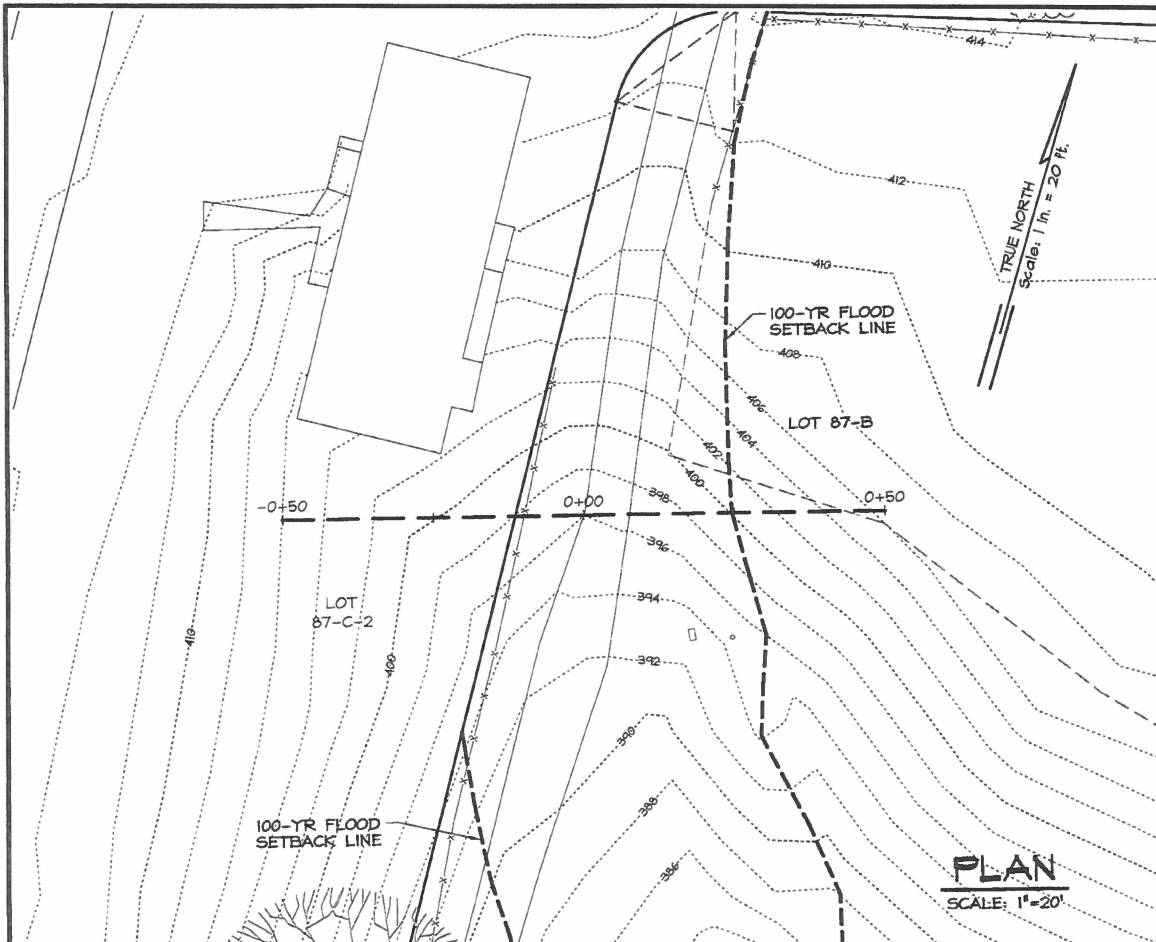 414
412
410
TRUE NORTH
Scale: 1 in. = 20 ft.
100-YR FLOOD
SETBACK LINE
408
406
LOT 87-B
404
402
400
398
-0+50
0+00
0+50
396
394
LOT
87-C-2
410
400
392
390
388
386
100-YR FLOOD
SETBACK LINE
PLAN
SCALE: 1"=20'